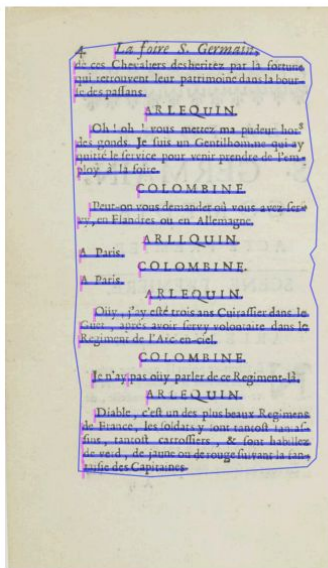 4 La foire S. Germain.
de ces Chevaliers desheritez par la fortune
qui retrouvent leur patrimoine dans la bour-
se des passans.
ARLEQUIN.
Oh! oh! vous mettez ma pudeur hors
des gonds. Je suis un Gentilhomme qui ay
quitté le service pour venir prendre de l'em-
ploy à la foire.
COLOMBINE.
Peut-on vous demander où vous avez ser-
vy, en Flandres ou en Allemagne.
ARLEQUIN.
A Paris.
COLOMBINE.
A Paris.
ARLEQUIN.
Oüy, j'ay esté trois ans Cuirassier dans le
Guet, aprés avoir servy volontaire dans le
Regiment de l'Arc-en-ciel.
COLOMBINE.
Je n'ay pas oüy parler de ce Regiment-là.
ARLEQUIN.
Diable, c'est un des plus beaux Regimens
de France, les soldats y sont tantost fantas-
sins, tantost carrossiers, & sont habillez
de verd, de jaune ou de rouge suivant la fan-
taisie des Capitaines